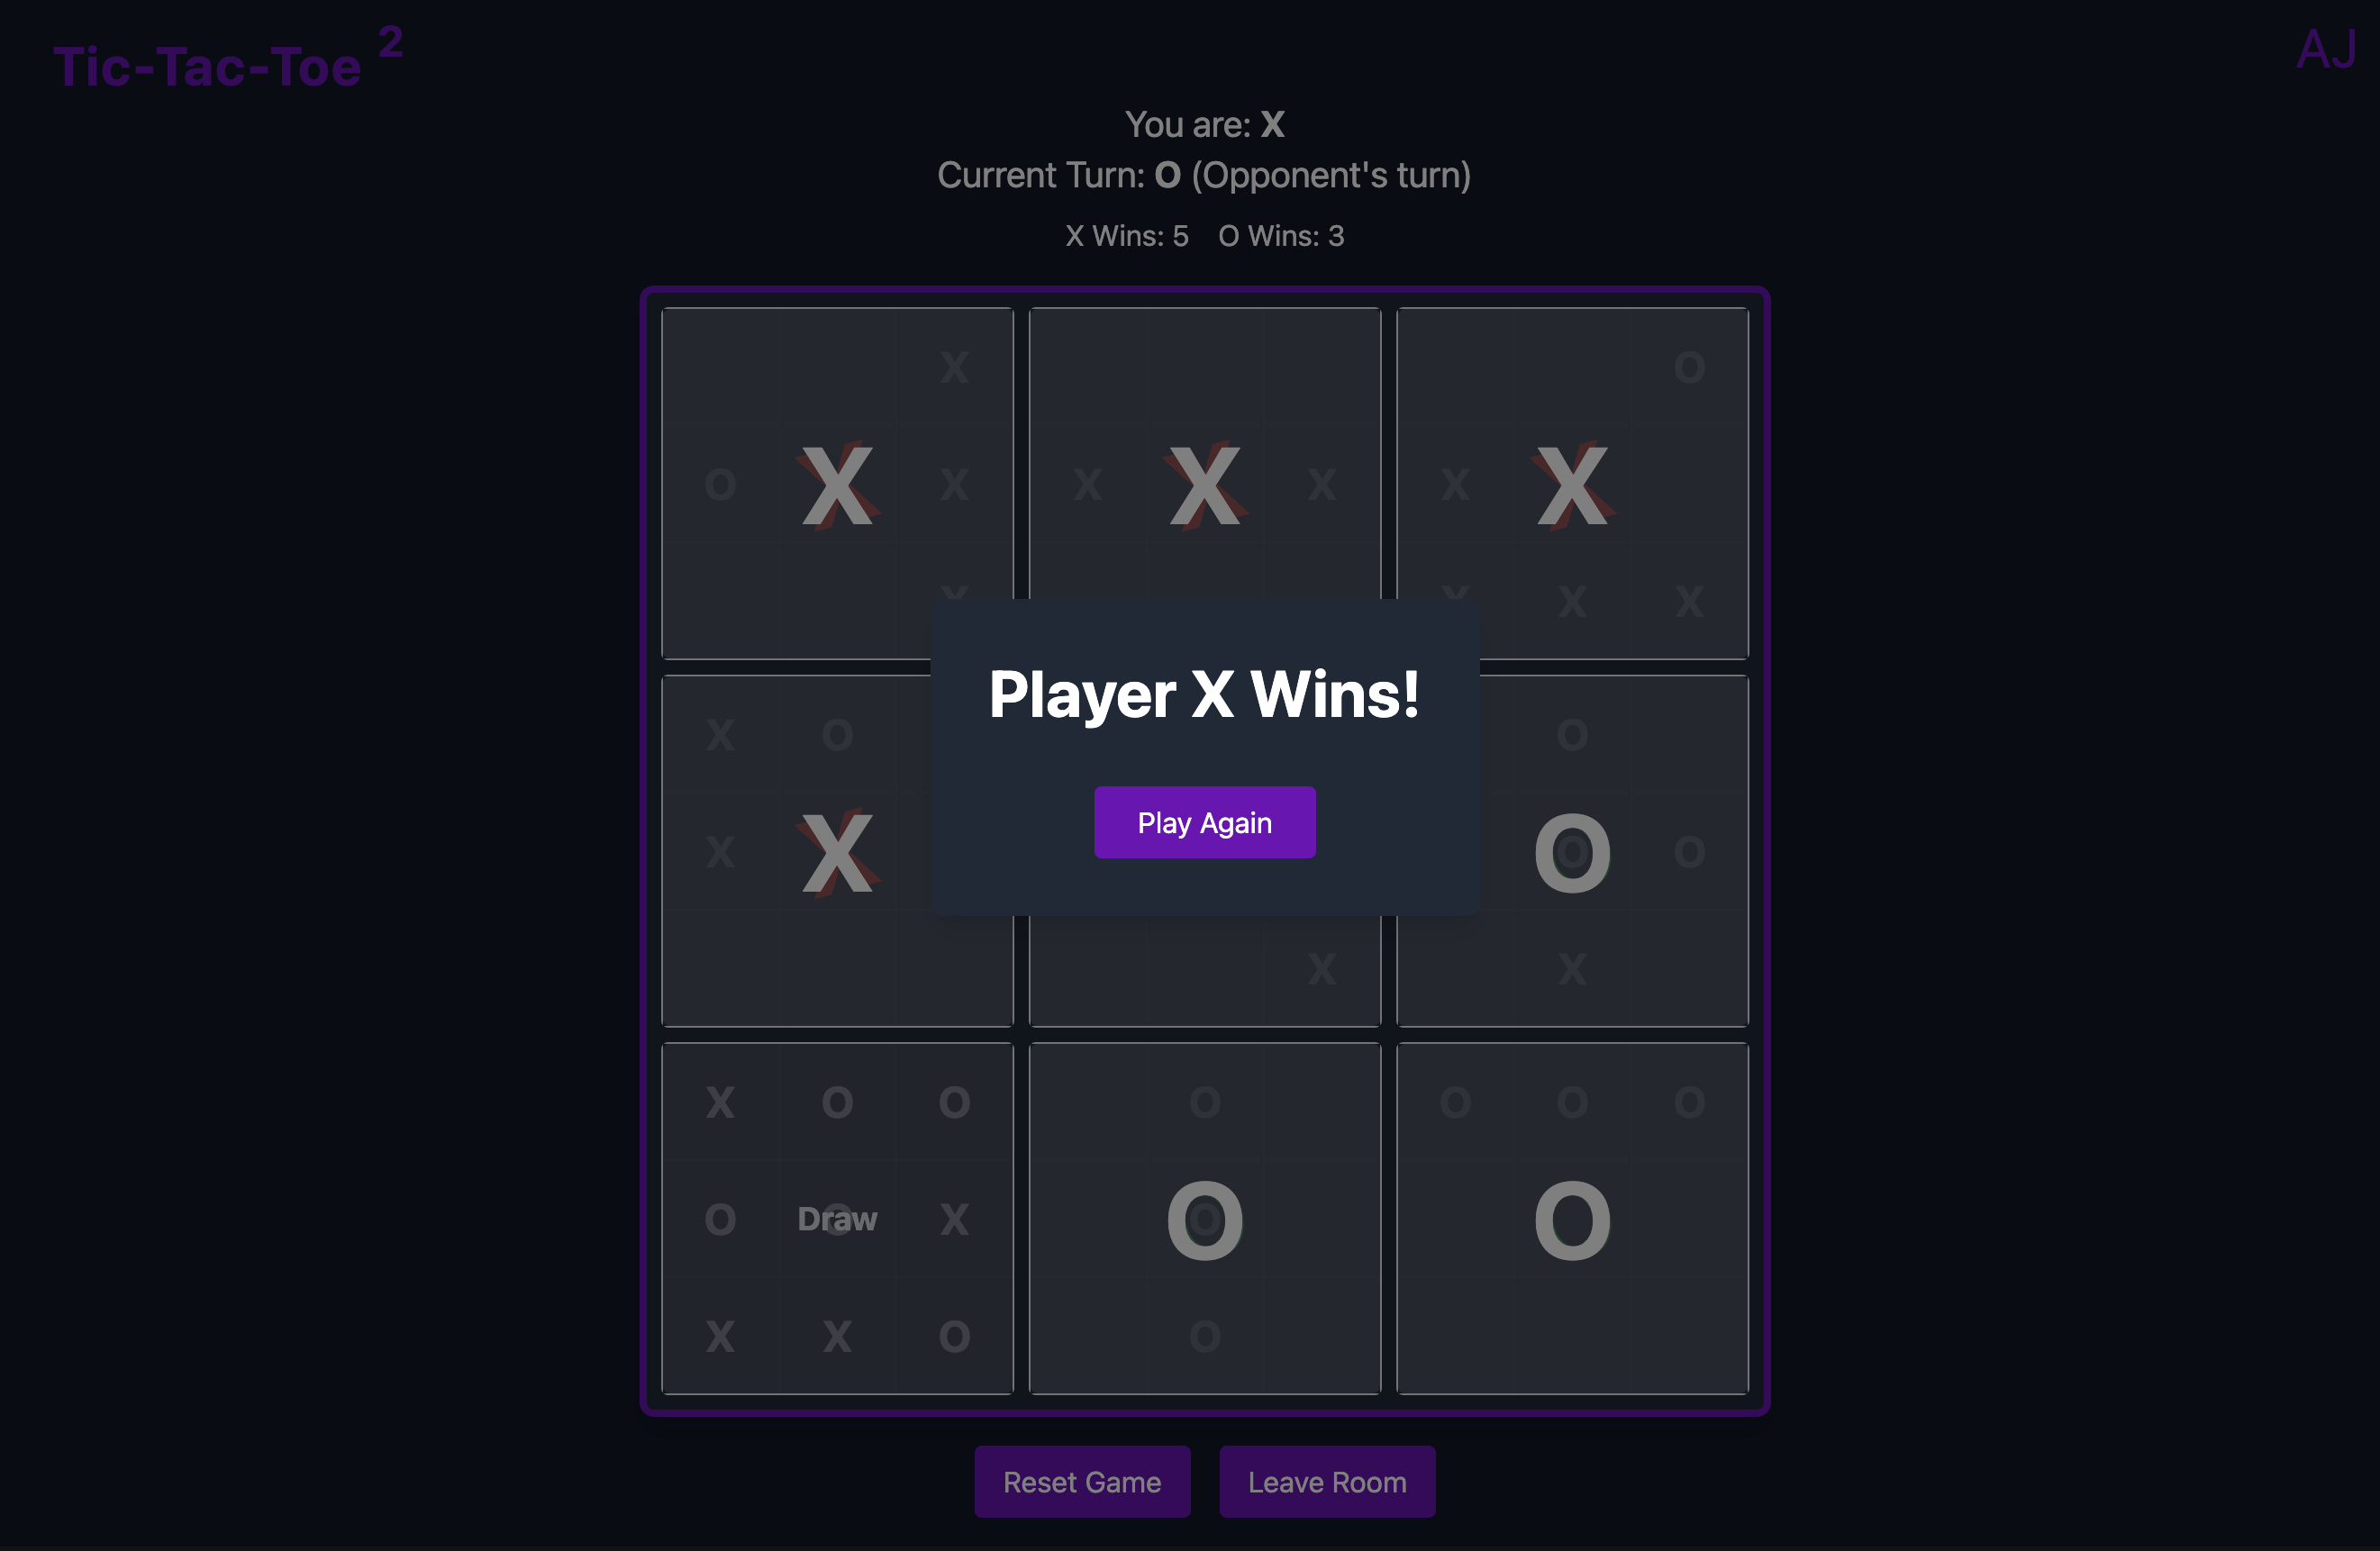 Tic-Tac-Toe 2
AJ
You are: X
Current Turn: O (Opponent's turn)
X Wins: 5 O Wins: 3
X O
O X X X X X X X
X X X X
Player X Wins!
X O O
Play Again
X X O O O
X X
X O O O O O O
O Draw O X O O O
X X O O
Reset Game Leave Room